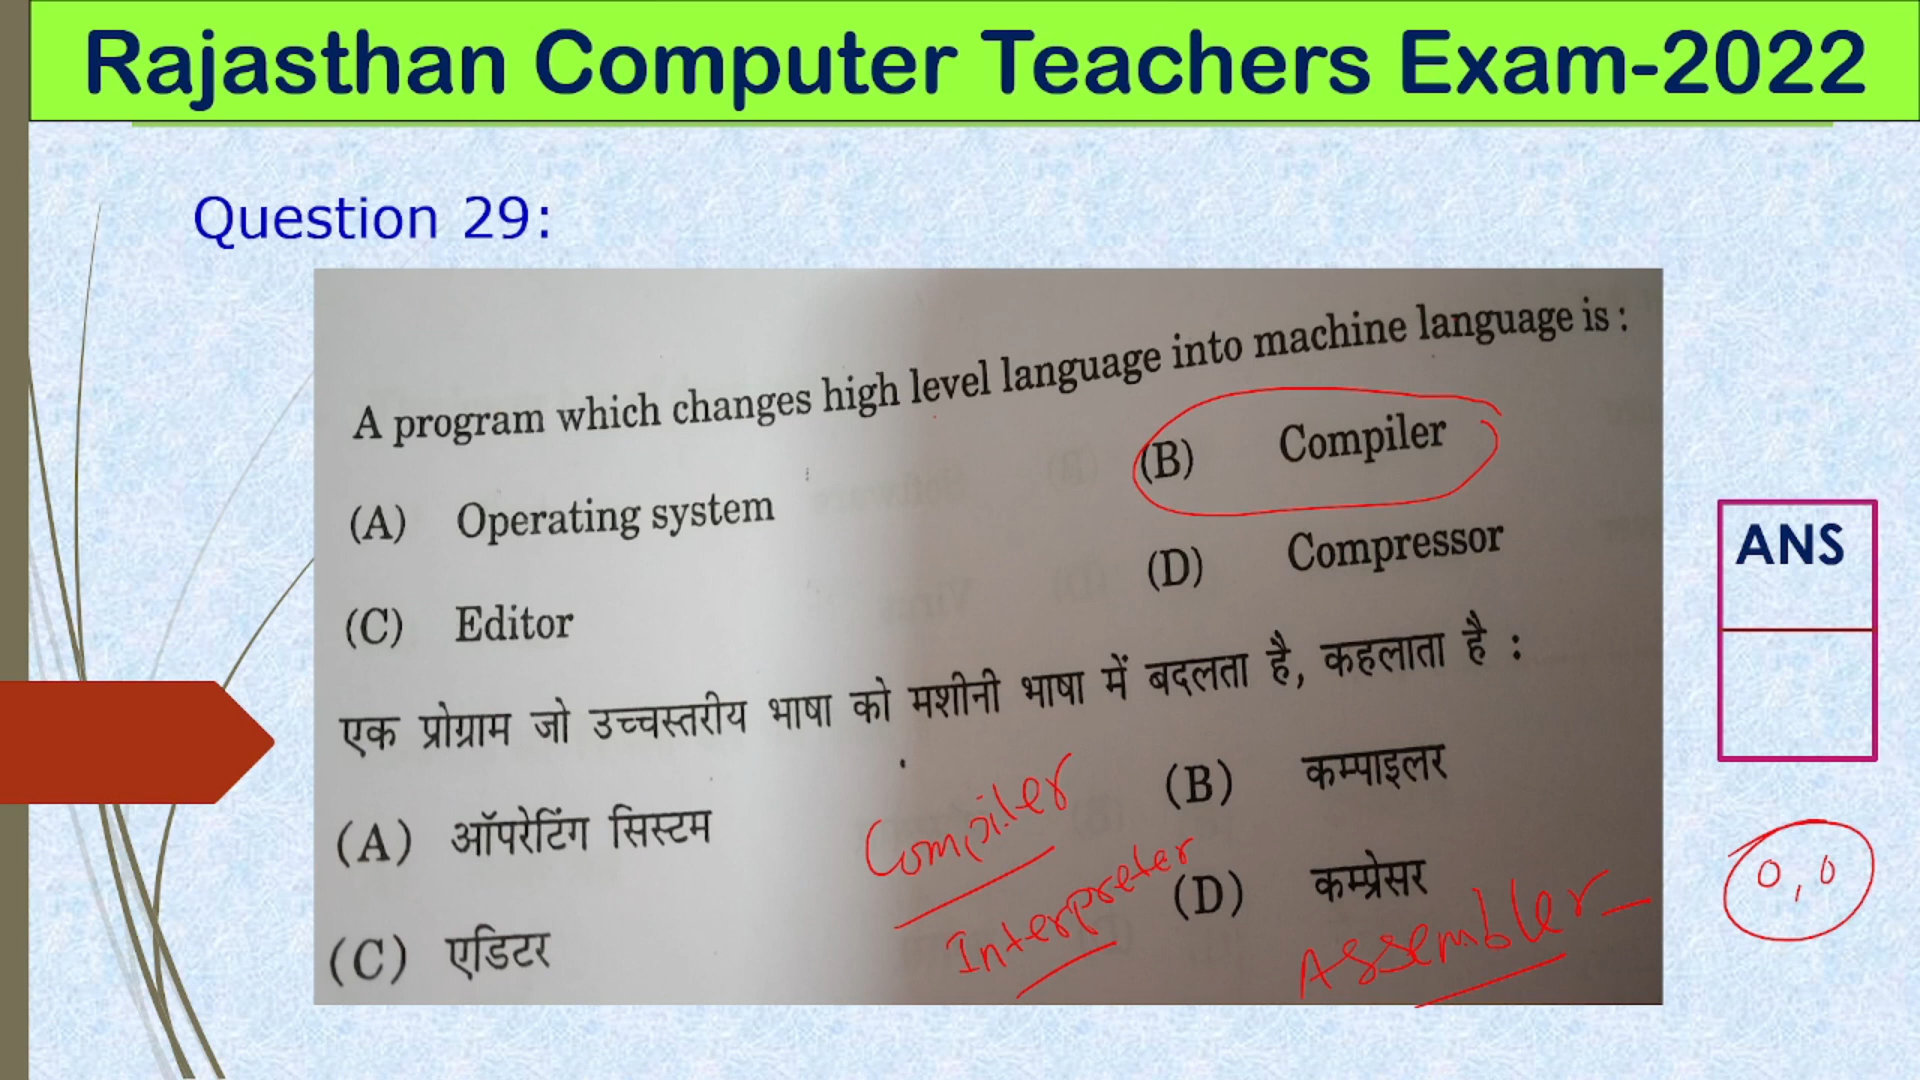 Rajasthan Computer Teachers Exam-2022
Question 29:
A program which changes high level language into machine language is :
(A) Operating system
(B) Compiler
(C) Editor
(D) Compressor
एक प्रोग्राम जो उच्चस्तरीय भाषा को मशीनी भाषा में बदलता है, कहलाता है :
(A) ऑपरेटिंग सिस्टम
(B) कम्पाइलर
(C) एडिटर
(D) कम्प्रेसर
Compiler
Interpreter
Assembler
ANS
0,0